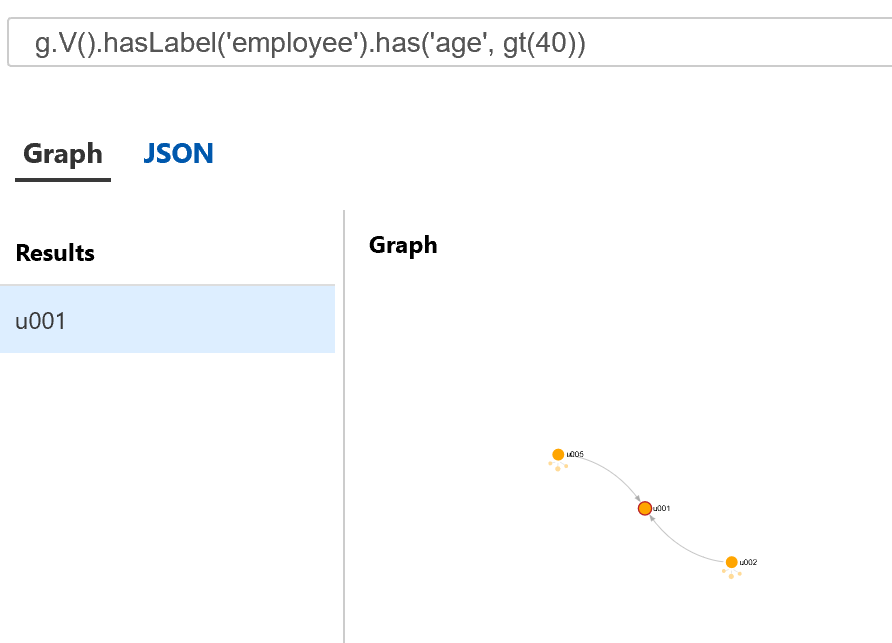 g.V().hasLabel('employee').has('age', gt(40))
Graph JSON
Results
Graph
u001
u005
u001
u002